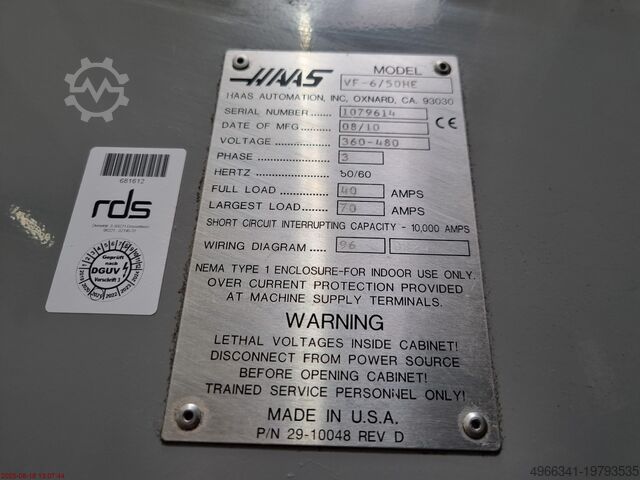 HAAS
MODEL VF-6/50HE
HAAS AUTOMATION, INC. OXNARD, CA. 93030
SERIAL NUMBER 1079614
DATE OF MFG 08/10 CE
VOLTAGE 360-480
PHASE 3
HERTZ 50/60
FULL LOAD 40 AMPS
LARGEST LOAD 70 AMPS
SHORT CIRCUIT INTERRUPTING CAPACITY - 10,000 AMPS
WIRING DIAGRAM 96
NEMA TYPE 1 ENCLOSURE-FOR INDOOR USE ONLY.
OVER CURRENT PROTECTION PROVIDED
AT MACHINE SUPPLY TERMINALS.
WARNING
LETHAL VOLTAGES INSIDE CABINET!
DISCONNECT FROM POWER SOURCE
BEFORE OPENING CABINET!
TRAINED SERVICE PERSONNEL ONLY!
MADE IN U.S.A.
P/N 29-10048 REV D
681612
rds
Geprüft
nach
DGUV
Vorschrift 3
4966341-19793535